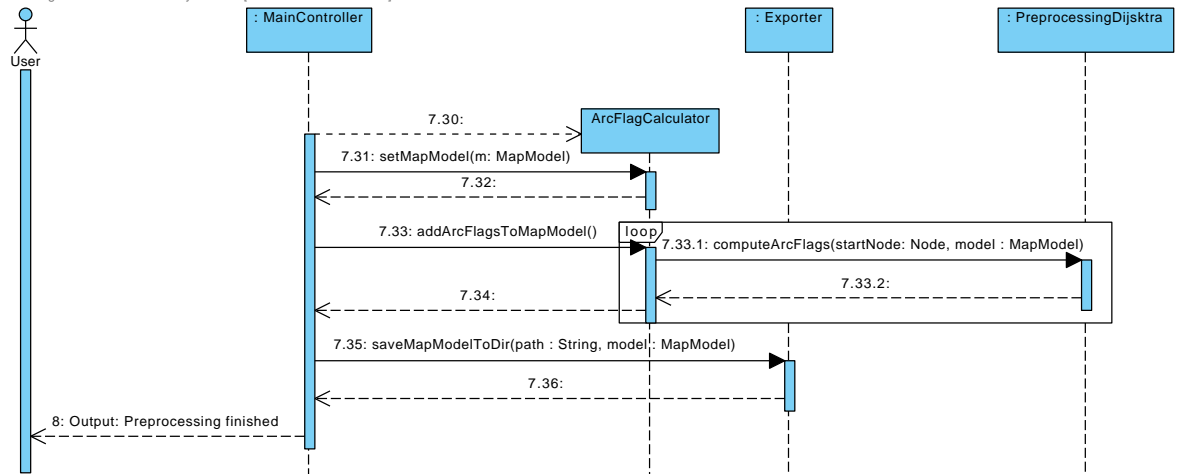 : MainController
: Exporter
: PreprocessingDijsktra
User
7.30:
ArcFlagCalculator
7.31: setMapModel(m: MapModel)
7.32:
7.33: addArcFlagsToMapModel()
loop
7.33.1: computeArcFlags(startNode: Node, model : MapModel)
7.33.2:
7.34:
7.35: saveMapModelToDir(path : String, model : MapModel)
7.36:
8: Output: Preprocessing finished